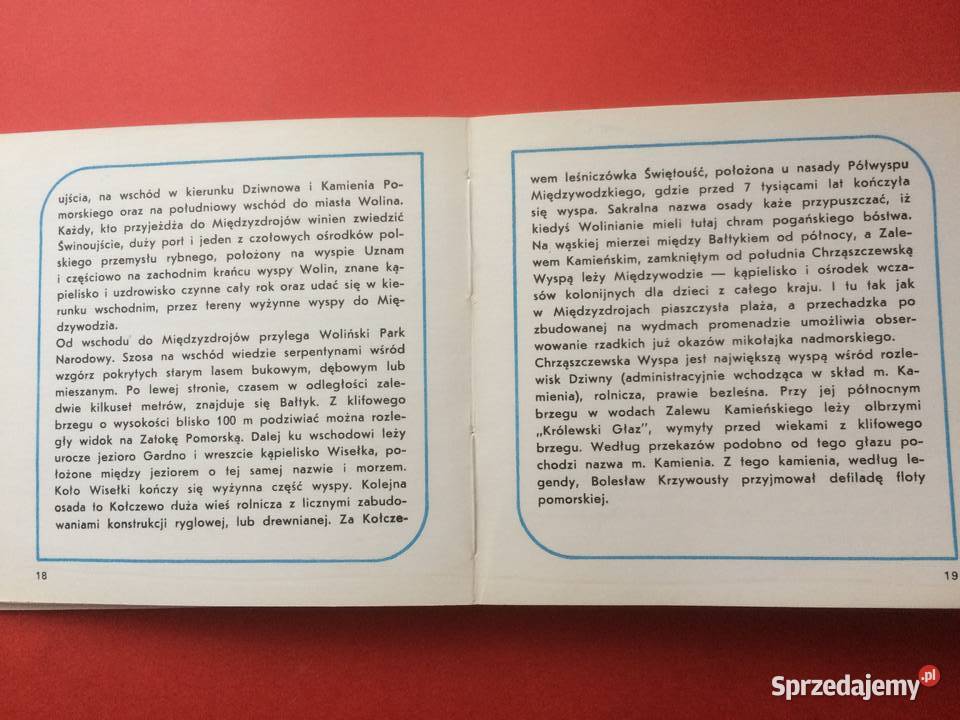 ujścia, na wschód w kierunku Dziwnowa i Kamienia Po-
morskiego oraz na południowy wschód do miasta Wolina.
Każdy, kto przyjeżdża do Międzyzdrojów winien zwiedzić
Świnoujście, duży port i jeden z czołowych ośrodków pol-
skiego przemysłu rybnego, położony na wyspie Uznam
i częściowo na zachodnim krańcu wyspy Wolin, znane ką-
pielisko i uzdrowisko czynne cały rok oraz udać się w kie-
runku wschodnim, przez tereny wyżynne wyspy do Mię-
dzywodzia.
Od wschodu do Międzyzdrojów przylega Woliński Park
Narodowy. Szosa na wschód wiedzie serpentynami wśród
wzgórz pokrytych starym lasem bukowym, dębowym lub
mieszanym. Po lewej stronie, czasem w odległości zale-
dwie kilkuset metrów, znajduje się Bałtyk. Z klifowego
brzegu o wysokości blisko 100 m podziwiać można rozle-
gły widok na Zatokę Pomorską. Dalej ku wschodowi leży
urocze jezioro Gardno i wreszcie kąpielisko Wisełka, po-
łożone między jeziorem o tej samej nazwie i morzem.
Koło Wisełki kończy się wyżynna część wyspy. Kolejna
osada to Kołczewo duża wieś rolnicza z licznymi zabudo-
waniami konstrukcji ryglowej, lub drewnianej. Za Kołcze-
18
wem leśniczówka Świętouść, położona u nasady Półwyspu
Międzywodzkiego, gdzie przed 7 tysiącami lat kończyła
się wyspa. Sakralna nazwa osady każe przypuszczać, iż
kiedyś Wolinianie mieli tutaj chram pogańskiego bóstwa.
Na wąskiej mierzei między Bałtykiem od północy, a Zale-
wem Kamieńskim, zamkniętym od południa Chrząszczewską
Wyspą leży Międzywodzie — kąpielisko i ośrodek wcza-
sów kolonijnych dla dzieci z całego kraju. I tu tak jak
w Międzyzdrojach piaszczysta plaża, a przechadzka po
zbudowanej na wydmach promenadzie umożliwia obser-
wowanie rzadkich już okazów mikołajka nadmorskiego.
Chrząszczewska Wyspa jest największą wyspą wśród rozle-
wisk Dziwny (administracyjnie wchodząca w skład m. Ka-
mienia), rolnicza, prawie bezleśna. Przy jej północnym
brzegu w wodach Zalewu Kamieńskiego leży olbrzymi
„Królewski Głaz”, wymyty przed wiekami z klifowego
brzegu. Według przekazów podobno od tego głazu po-
chodzi nazwa m. Kamienia. Z tego kamienia, według le-
gendy, Bolesław Krzywousty przyjmował defiladę floty
pomorskiej.
19
Sprzedajemy.pl